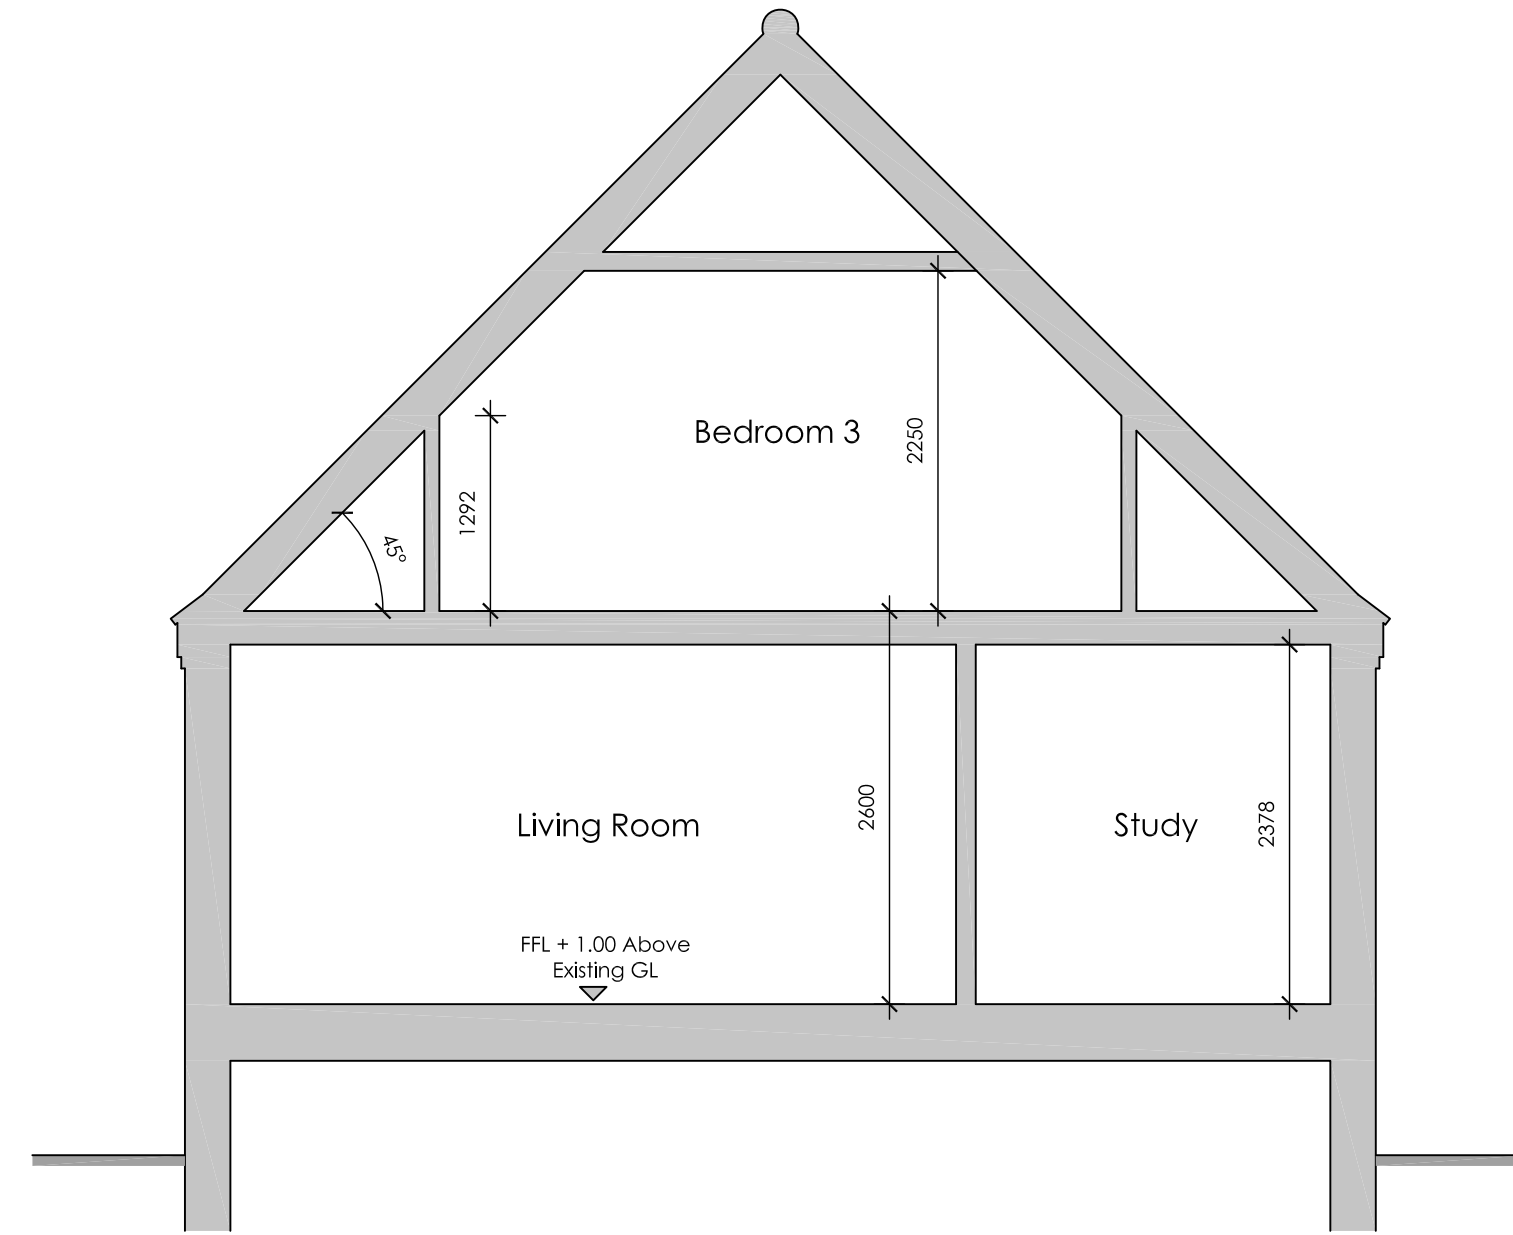 Bedroom 3
2250
1292
45°
Living Room
2600
Study
2378
FFL + 1.00 Above
Existing GL